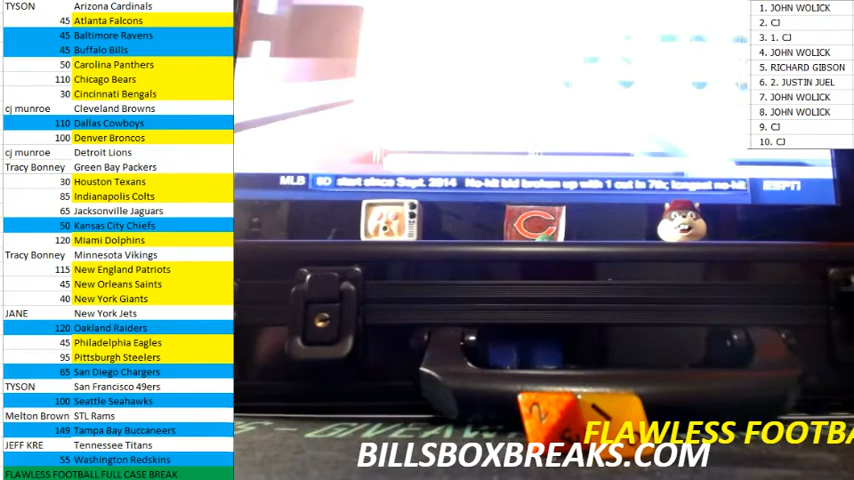 TYSON Arizona Cardinals
45 Atlanta Falcons
45 Baltimore Ravens
45 Buffalo Bills
50 Carolina Panthers
110 Chicago Bears
30 Cincinnati Bengals
cj munroe Cleveland Browns
110 Dallas Cowboys
100 Denver Broncos
cj munroe Detroit Lions
Tracy Bonney Green Bay Packers
30 Houston Texans
85 Indianapolis Colts
65 Jacksonville Jaguars
50 Kansas City Chiefs
120 Miami Dolphins
Tracy Bonney Minnesota Vikings
115 New England Patriots
45 New Orleans Saints
40 New York Giants
JANE New York Jets
120 Oakland Raiders
45 Philadelphia Eagles
95 Pittsburgh Steelers
65 San Diego Chargers
TYSON San Francisco 49ers
100 Seattle Seahawks
Melton Brown STL Rams
149 Tampa Bay Buccaneers
JEFF KRE Tennessee Titans
55 Washington Redskins
FLAWLESS FOOTBALL FULL CASE BREAK
1. JOHN WOLICK
2. CJ
3. 1. CJ
4. JOHN WOLICK
5. RICHARD GIBSON
6. 2. JUSTIN JUEL
7. JOHN WOLICK
8. JOHN WOLICK
9. CJ
10. CJ
MLB SD start since Sept. 2014 No-hit bid broken up with 1 out in 7th; longest no-hit ESPN
2 1
FLAWLESS FOOTBA
BILLSBOXBREAKS.COM